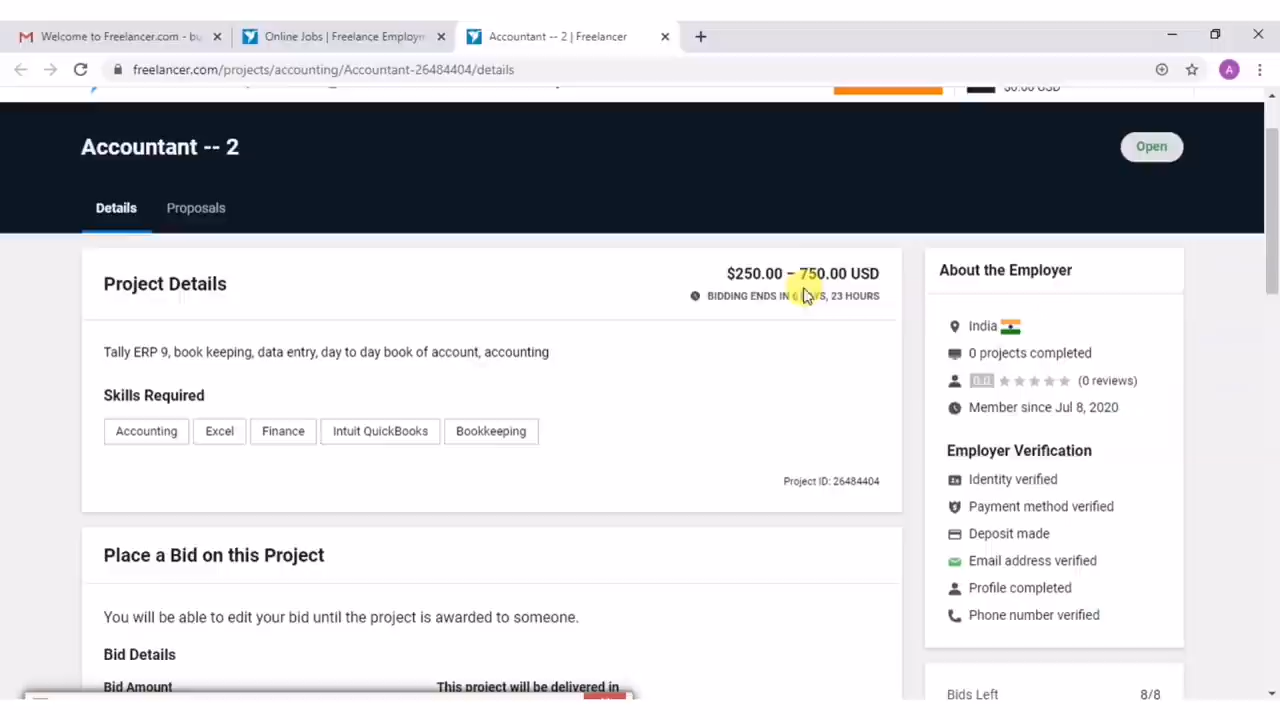 Welcome to Freelancer.com - bu
Online Jobs | Freelance Employm
Accountant -- 2 | Freelancer
freelancer.com/projects/accounting/Accountant-26484404/details
A
$0.00 USD
Accountant -- 2
Open
Details
Proposals
Project Details
$250.00 – 750.00 USD
BIDDING ENDS IN 6 DAYS, 23 HOURS
Tally ERP 9, book keeping, data entry, day to day book of account, accounting
Skills Required
Accounting
Excel
Finance
Intuit QuickBooks
Bookkeeping
Project ID: 26484404
Place a Bid on this Project
You will be able to edit your bid until the project is awarded to someone.
Bid Details
Bid Amount
This project will be delivered in
About the Employer
India
0 projects completed
0.0 (0 reviews)
Member since Jul 8, 2020
Employer Verification
Identity verified
Payment method verified
Deposit made
Email address verified
Profile completed
Phone number verified
Bids Left 8/8